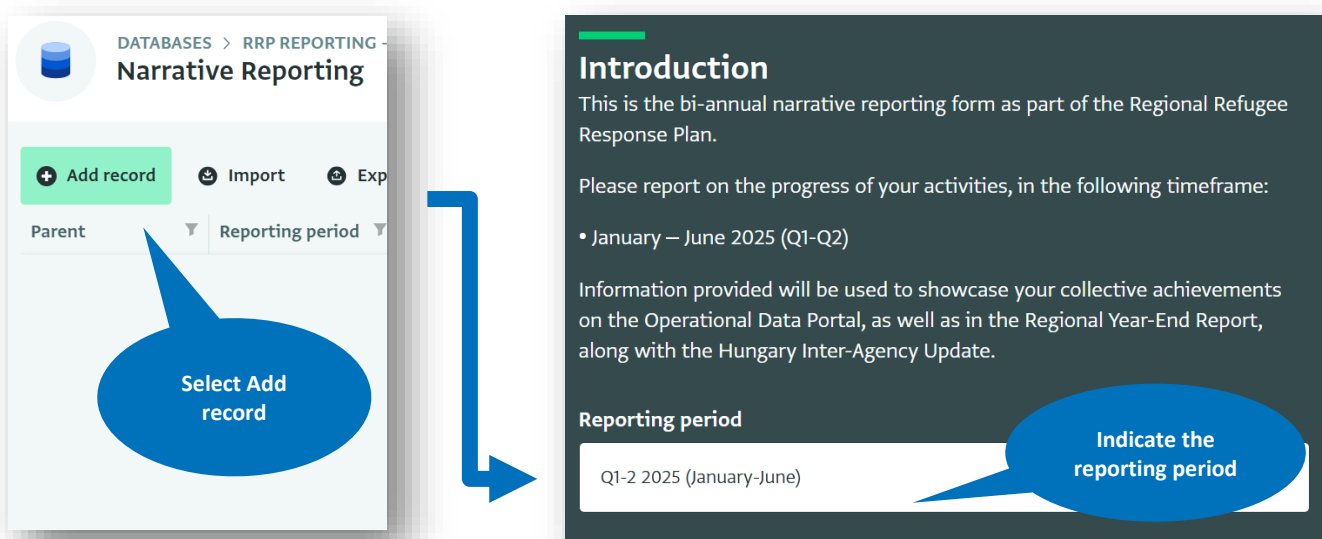 DATABASES > RRP REPORTING -
Narrative Reporting
Add record
Import
Exp
Parent
Reporting period
Select Add
record
Introduction
This is the bi-annual narrative reporting form as part of the Regional Refugee
Response Plan.
Please report on the progress of your activities, in the following timeframe:
• January – June 2025 (Q1-Q2)
Information provided will be used to showcase your collective achievements
on the Operational Data Portal, as well as in the Regional Year-End Report,
along with the Hungary Inter-Agency Update.
Reporting period
Q1-2 2025 (January-June)
Indicate the
reporting period